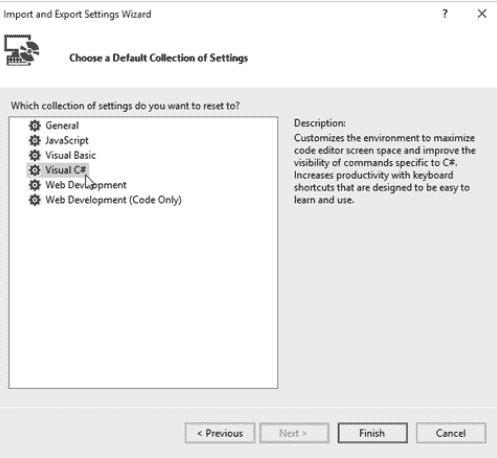 Import and Export Settings Wizard
?
Choose a Default Collection of Settings
Which collection of settings do you want to reset to?
General
JavaScript
Visual Basic
Visual C#
Web Development
Web Development (Code Only)
Description:
Customizes the environment to maximize
code editor screen space and improve the
visibility of commands specific to C#.
Increases productivity with keyboard
shortcuts that are designed to be easy to
learn and use.
< Previous
Next >
Finish
Cancel